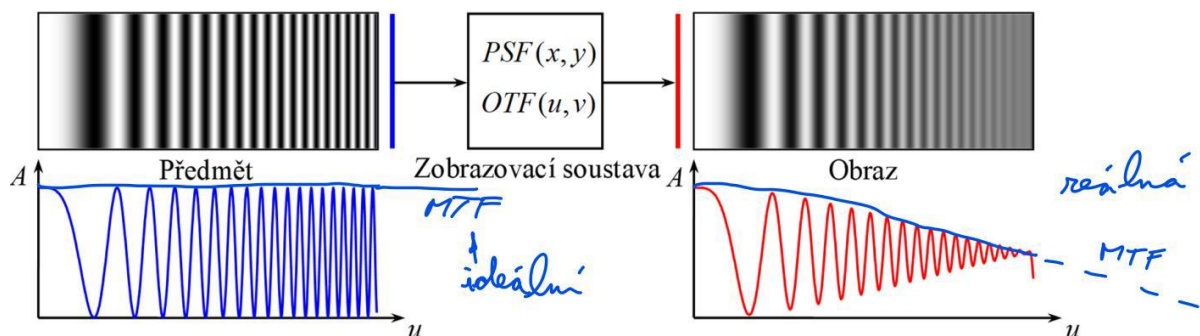 PSF(x, y)
OTF(u, v)
Předmět
Zobrazovací soustava
Obraz
A
u
MTF
ideální
A
u
reálná
MTF